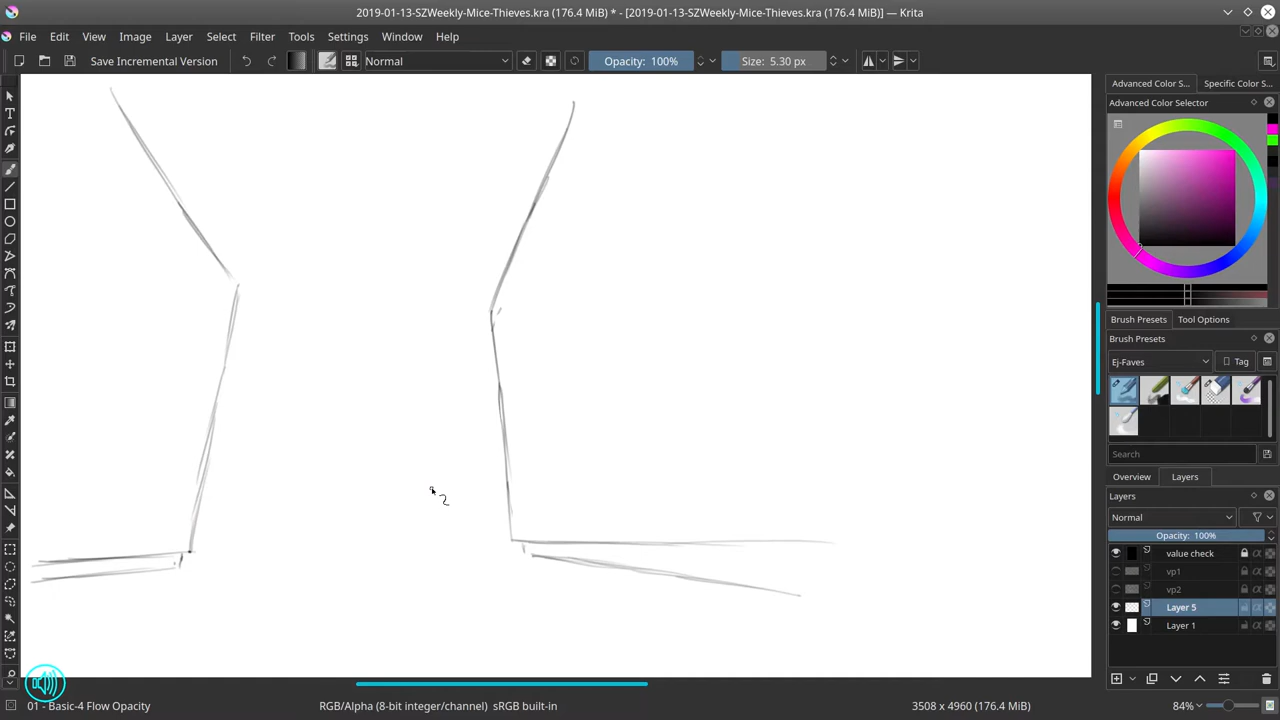 2019-01-13-SZWeekly-Mice-Thieves.kra (176.4 MiB) * - [2019-01-13-SZWeekly-Mice-Thieves.kra (176.4 MiB)] — Krita
File Edit View Image Layer Select Filter Tools Settings Window Help
Save Incremental Version Normal Opacity: 100% Size: 5.30 px
Advanced Color S... Specific Color S...
Advanced Color Selector
Brush Presets Tool Options
Brush Presets
Ej-Faves Tag
Search
Overview Layers
Layers
Normal
Opacity: 100%
value check
vp1
vp2
Layer 5
Layer 1
01 - Basic-4 Flow Opacity RGB/Alpha (8-bit integer/channel) sRGB built-in 3508 x 4960 (176.4 MiB) 84%